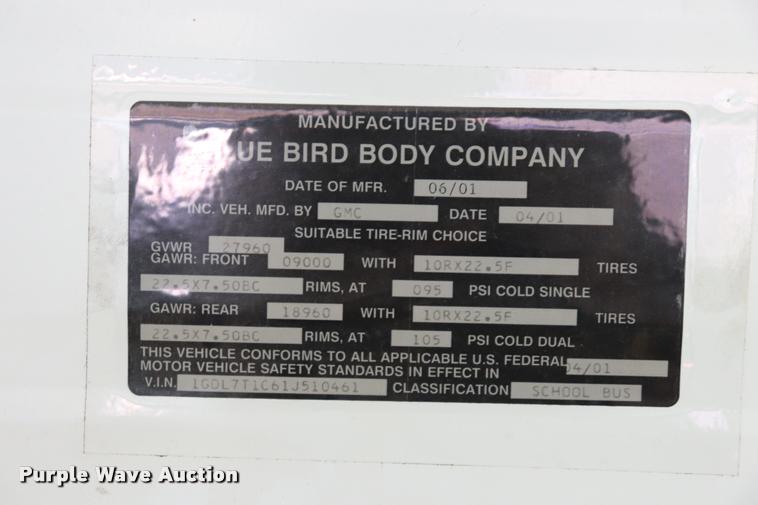 MANUFACTURED BY
UE BIRD BODY COMPANY
DATE OF MFR. 06/01
INC. VEH. MFD. BY GMC DATE 04/01
SUITABLE TIRE-RIM CHOICE
GVWR 27960
GAWR: FRONT 09000 WITH 10RX22.5F TIRES
22.5X7.50BC RIMS, AT 095 PSI COLD SINGLE
GAWR: REAR 18960 WITH 10RX22.5F TIRES
22.5X7.50BC RIMS, AT 105 PSI COLD DUAL
THIS VEHICLE CONFORMS TO ALL APPLICABLE U.S. FEDERAL
MOTOR VEHICLE SAFETY STANDARDS IN EFFECT IN 04/01
V.I.N. 1GDL7T1C61J510461 CLASSIFICATION SCHOOL BUS
Purple Wave Auction